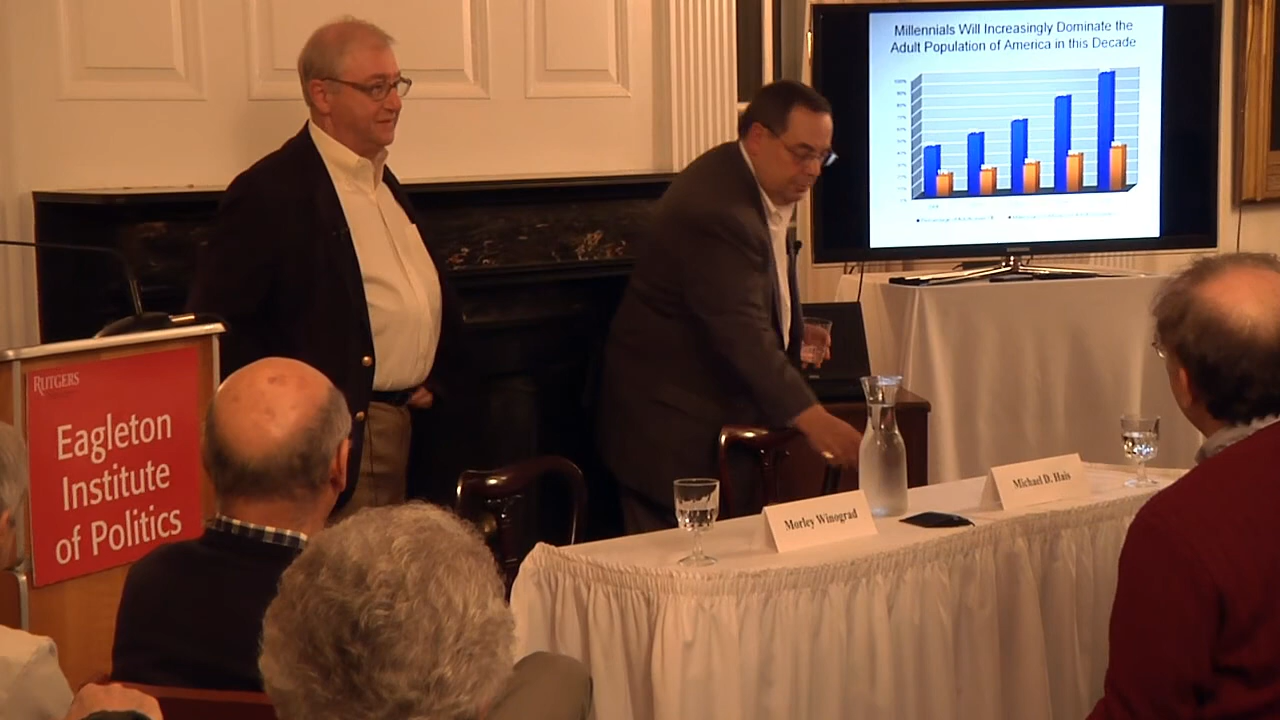 Millennials Will Increasingly Dominate the
Adult Population of America in this Decade
RUTGERS
Eagleton
Institute
of Politics
Morley Winograd
Michael D. Hais